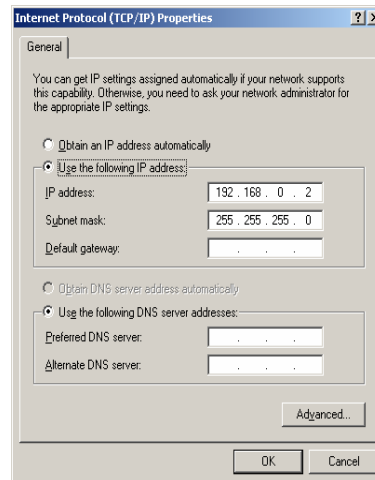 Internet Protocol (TCP/IP) Properties
General
You can get IP settings assigned automatically if your network supports
this capability. Otherwise, you need to ask your network administrator for
the appropriate IP settings.
Obtain an IP address automatically
Use the following IP address:
IP address: 192 . 168 . 0 . 2
Subnet mask: 255 . 255 . 255 . 0
Default gateway: . . .
Obtain DNS server address automatically
Use the following DNS server addresses:
Preferred DNS server: . . .
Alternate DNS server: . . .
Advanced...
OK Cancel